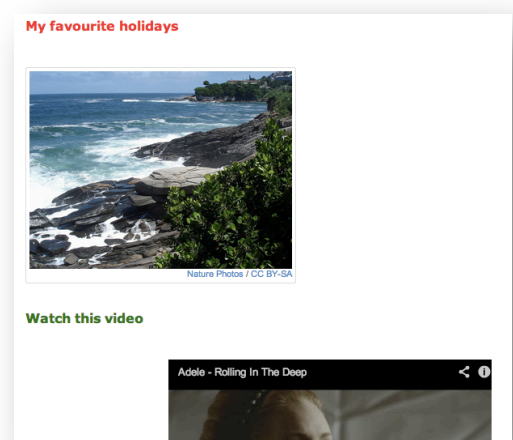 My favourite holidays
Nature Photos / CC BY-SA
Watch this video
Adele - Rolling In The Deep